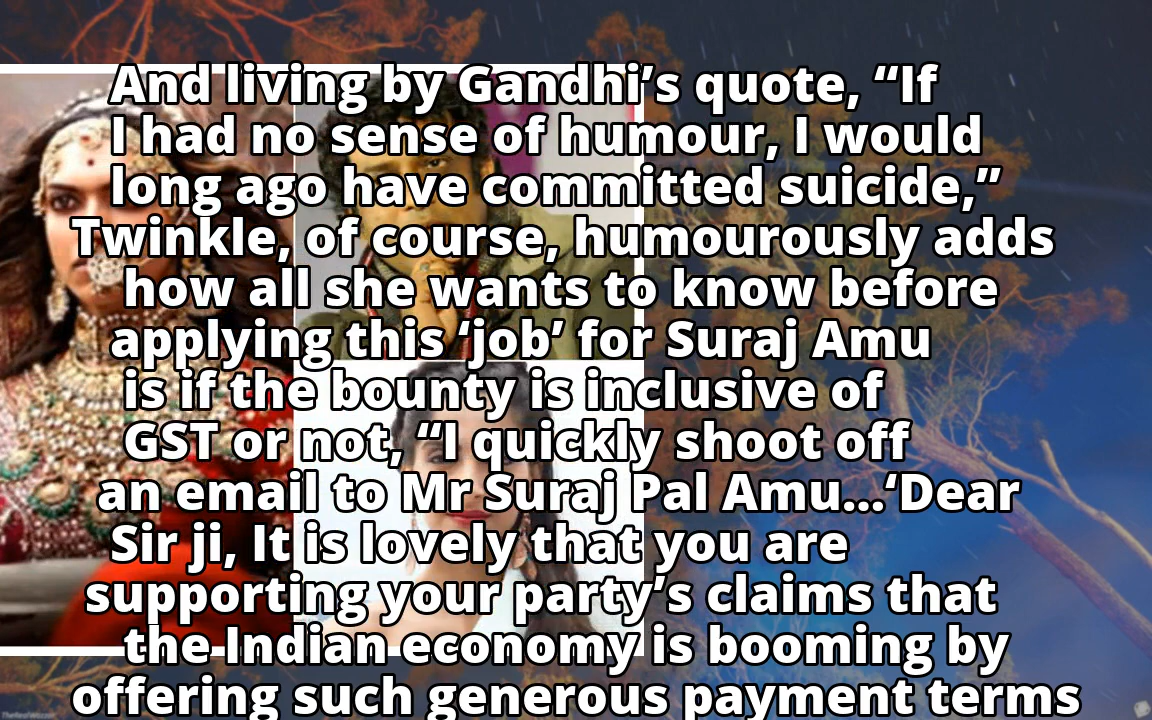 And living by Gandhi’s quote, “If
I had no sense of humour, I would
long ago have committed suicide,”
Twinkle, of course, humourously adds
how all she wants to know before
applying this ‘job’ for Suraj Amu
is if the bounty is inclusive of
GST or not, “I quickly shoot off
an email to Mr Suraj Pal Amu...‘Dear
Sir ji, It is lovely that you are
supporting your party’s claims that
the Indian economy is booming by
offering such generous payment terms